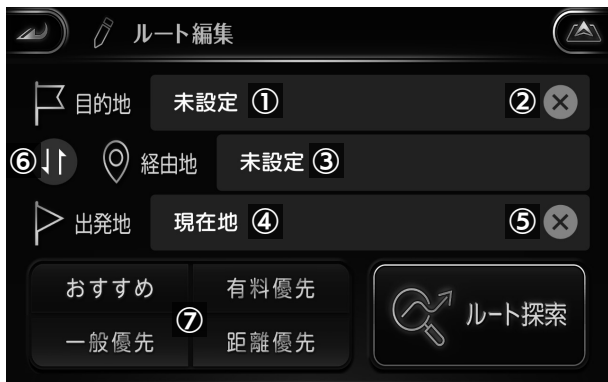 ルート編集
目的地 未設定 ① ②
⑥ 経由地 未設定 ③
出発地 現在地 ④ ⑤
おすすめ 有料優先
⑦ ルート探索
一般優先 距離優先